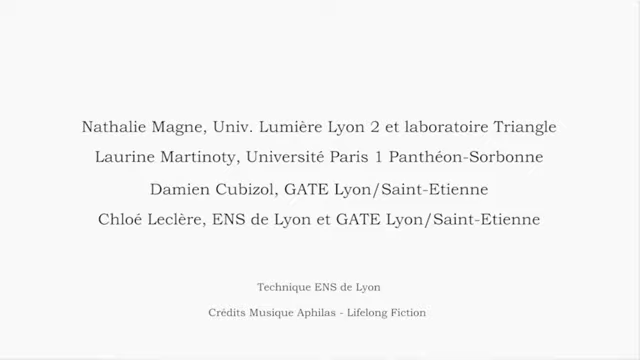 Nathalie Magne, Univ. Lumière Lyon 2 et laboratoire Triangle
Laurine Martinoty, Université Paris 1 Panthéon-Sorbonne
Damien Cubizol, GATE Lyon/Saint-Etienne
Chloé Leclère, ENS de Lyon et GATE Lyon/Saint-Etienne
Technique ENS de Lyon
Crédits Musique Aphilas - Lifelong Fiction